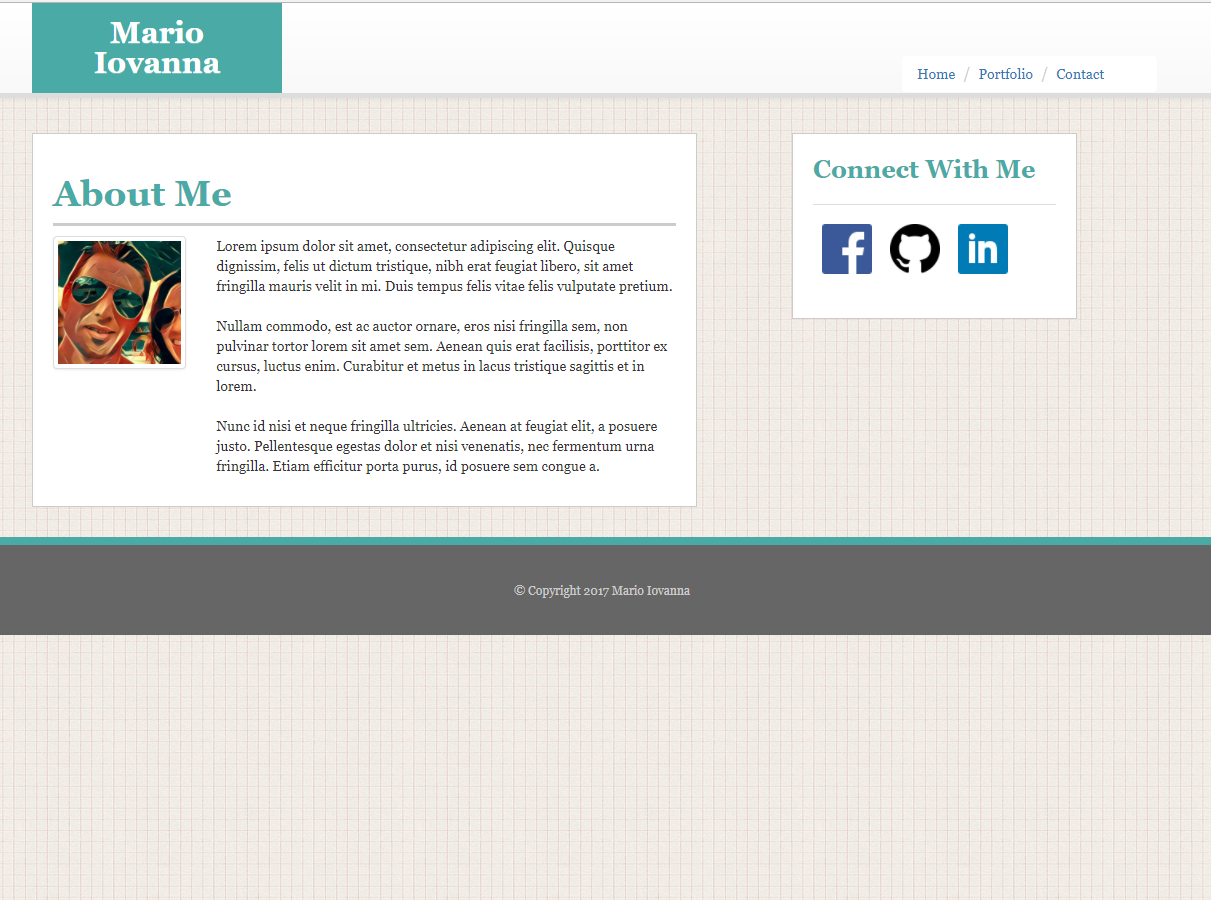 Mario
Iovanna
Home / Portfolio / Contact
About Me
Lorem ipsum dolor sit amet, consectetur adipiscing elit. Quisque
dignissim, felis ut dictum tristique, nibh erat feugiat libero, sit amet
fringilla mauris velit in mi. Duis tempus felis vitae felis vulputate pretium.
Nullam commodo, est ac auctor ornare, eros nisi fringilla sem, non
pulvinar tortor lorem sit amet sem. Aenean quis erat facilisis, porttitor ex
cursus, luctus enim. Curabitur et metus in lacus tristique sagittis et in
lorem.
Nunc id nisi et neque fringilla ultricies. Aenean at feugiat elit, a posuere
justo. Pellentesque egestas dolor et nisi venenatis, nec fermentum urna
fringilla. Etiam efficitur porta purus, id posuere sem congue a.
Connect With Me
f in
© Copyright 2017 Mario Iovanna